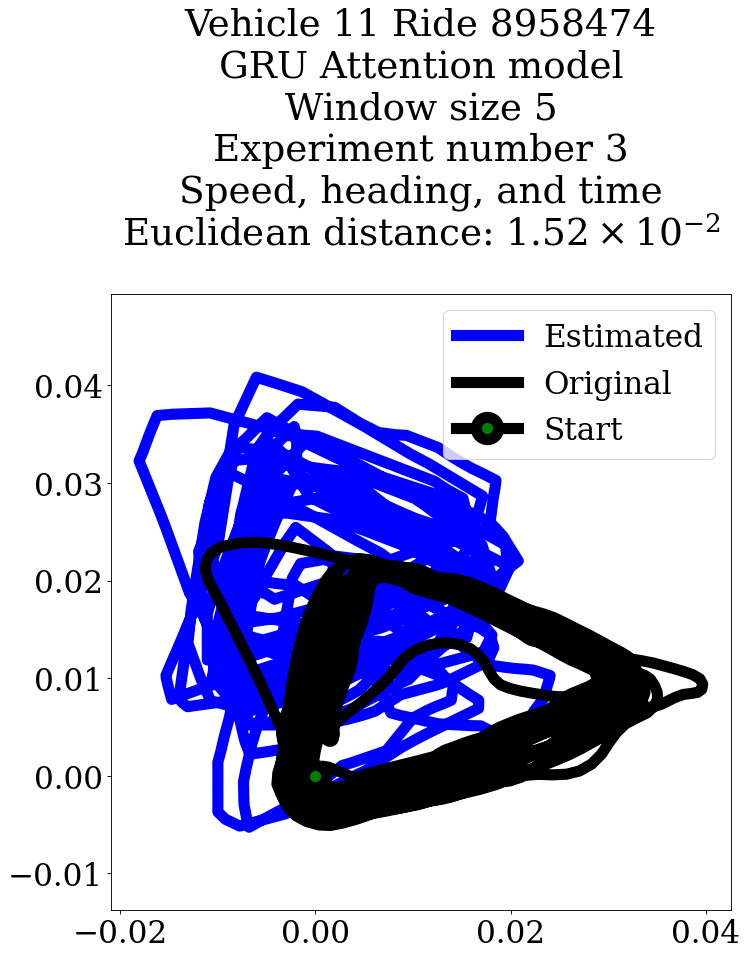 Vehicle 11 Ride 8958474
GRU Attention model
Window size 5
Experiment number 3
Speed, heading, and time
Euclidean distance: 1.52 × 10⁻²
Estimated
Original
Start
0.04
0.03
0.02
0.01
0.00
−0.01
−0.02 0.00 0.02 0.04